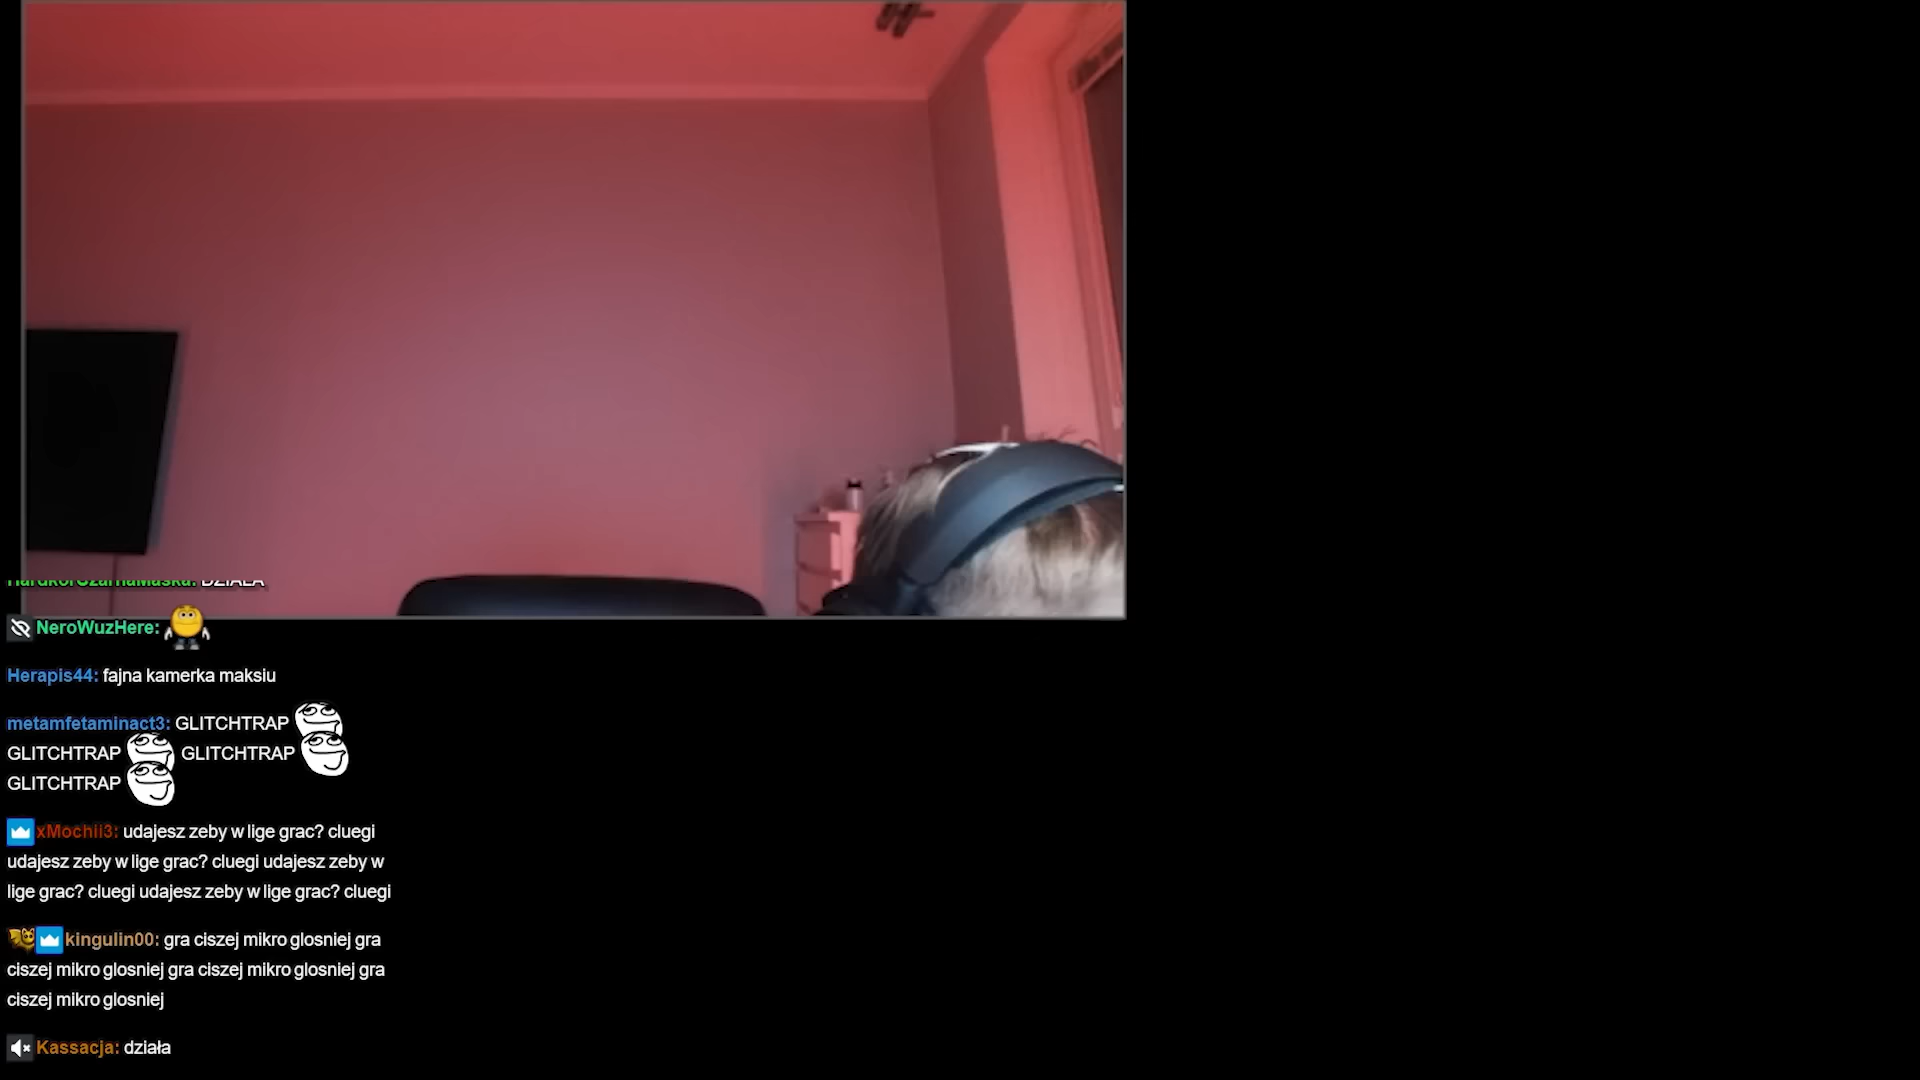 HardkorCzarnaMaska: DZIAŁA
NeroWuzHere:
Herapis44: fajna kamerka maksiu
metamfetaminact3: GLITCHTRAP
GLITCHTRAP GLITCHTRAP
GLITCHTRAP
xMochii3: udajesz zeby w lige grac? cluegi
udajesz zeby w lige grac? cluegi udajesz zeby w
lige grac? cluegi udajesz zeby w lige grac? cluegi
kingulin00: gra ciszej mikro glosniej gra
ciszej mikro glosniej gra ciszej mikro glosniej gra
ciszej mikro glosniej
Kassacja: działa